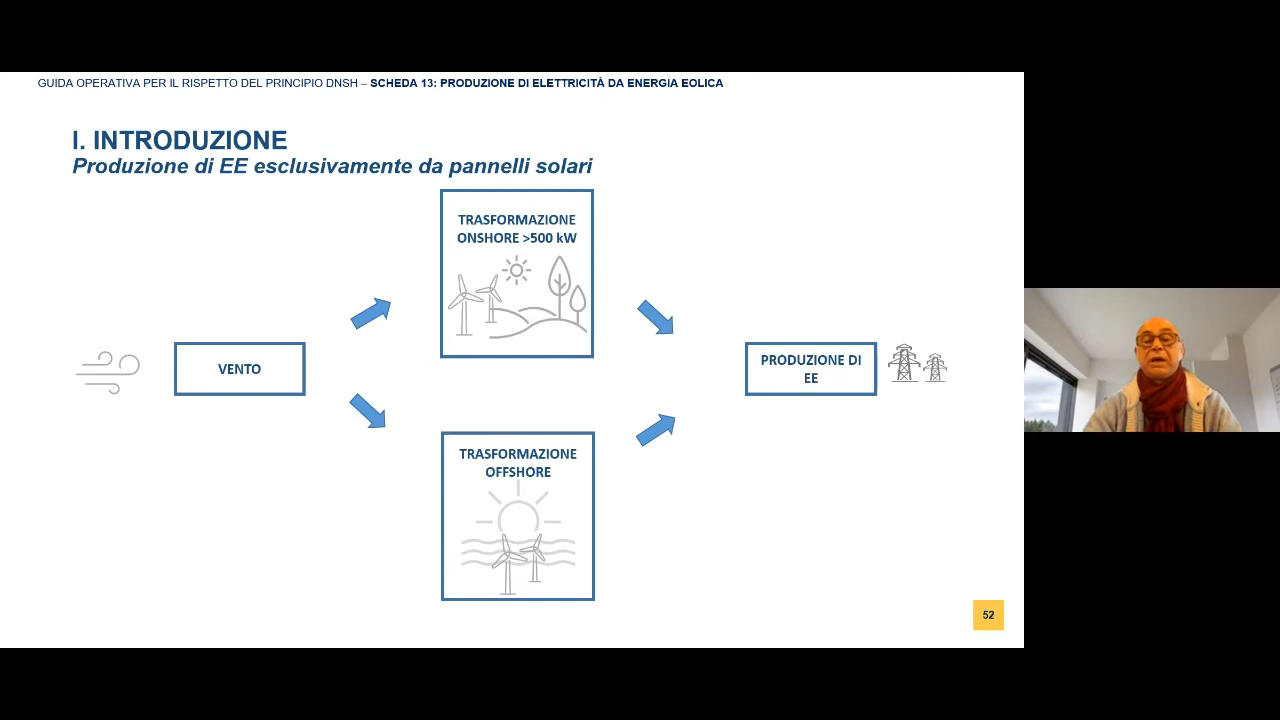 GUIDA OPERATIVA PER IL RISPETTO DEL PRINCIPIO DNSH – SCHEDA 13: PRODUZIONE DI ELETTRICITÀ DA ENERGIA EOLICA
I. INTRODUZIONE
Produzione di EE esclusivamente da pannelli solari
TRASFORMAZIONE
ONSHORE >500 kW
VENTO
PRODUZIONE DI
EE
TRASFORMAZIONE
OFFSHORE
52